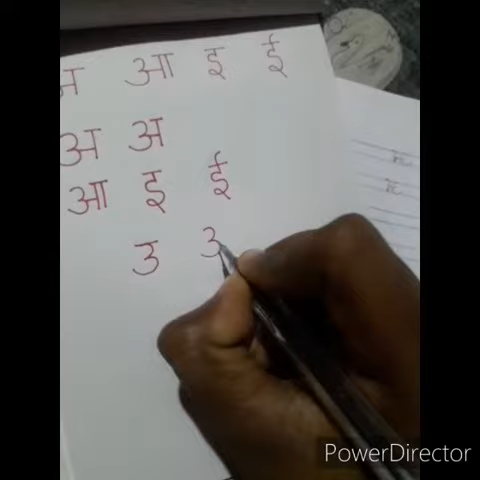 अ आ इ ई
अ अ
आ इ ई
उ उ
PowerDirector